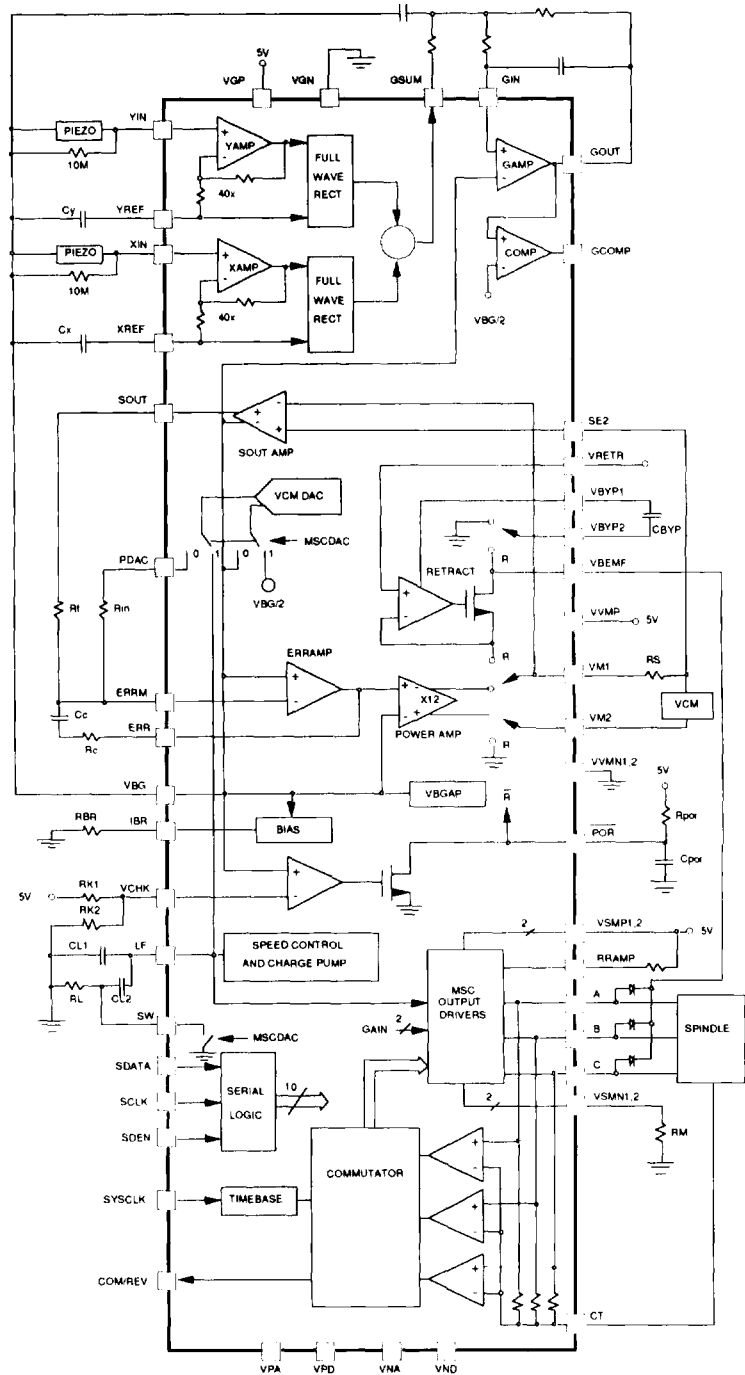 5V
VGP
VGN
GSUM
GIN
YIN
PIEZO
10M
YAMP
+
-
40x
FULL
WAVE
RECT
GAMP
+
-
GOUT
Cy
YREF
XIN
PIEZO
10M
XAMP
+
-
40x
FULL
WAVE
RECT
COMP
+
-
GCOMP
VBG/2
Cx
XREF
SOUT
+
-
-
+
SOUT AMP
SE2
VRETR
VCM DAC
VBYP1
VBYP2
CBYP
MSCDAC
PDAC
0
1
0
1
VBG/2
R
RETRACT
+
-
VBEMF
VVMP
5V
Rf
Rin
ERRAMP
+
-
R
VM1
RS
ERRM
+
-
X12
-
+
POWER AMP
VCM
Cc
ERR
Rc
VM2
R
VVMN1,2
VBG
VBGAP
5V
RBR
IBR
BIAS
R
POR
Rpor
Cpor
5V
RK1
VCHK
RK2
+
-
CL1
LF
SPEED CONTROL
AND CHARGE PUMP
2
VSMP1,2
5V
RRAMP
RL
CL2
SW
MSCDAC
MSC
OUTPUT
DRIVERS
GAIN
2
A
B
C
SPINDLE
SDATA
SCLK
SDEN
SERIAL
LOGIC
10
2
VSMN1,2
RM
COMMUTATOR
+
-
+
-
+
-
SYSCLK
TIMEBASE
COM/REV
CT
VPA
VPD
VNA
VND